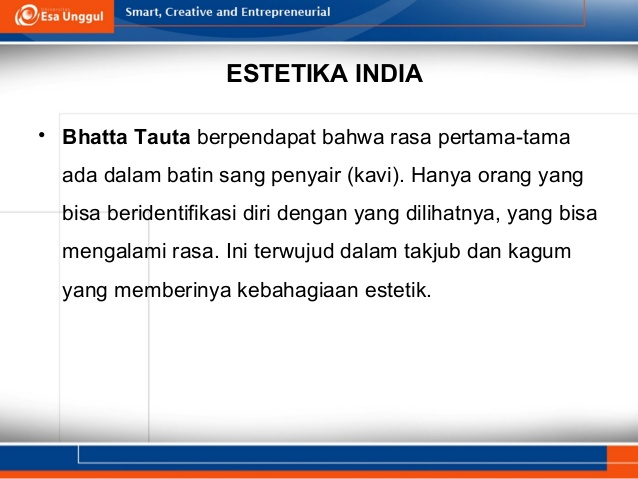 Esa Unggul
Smart, Creative and Entrepreneurial
ESTETIKA INDIA
• Bhatta Tauta berpendapat bahwa rasa pertama-tama
ada dalam batin sang penyair (kavi). Hanya orang yang
bisa beridentifikasi diri dengan yang dilihatnya, yang bisa
mengalami rasa. Ini terwujud dalam takjub dan kagum
yang memberinya kebahagiaan estetik.